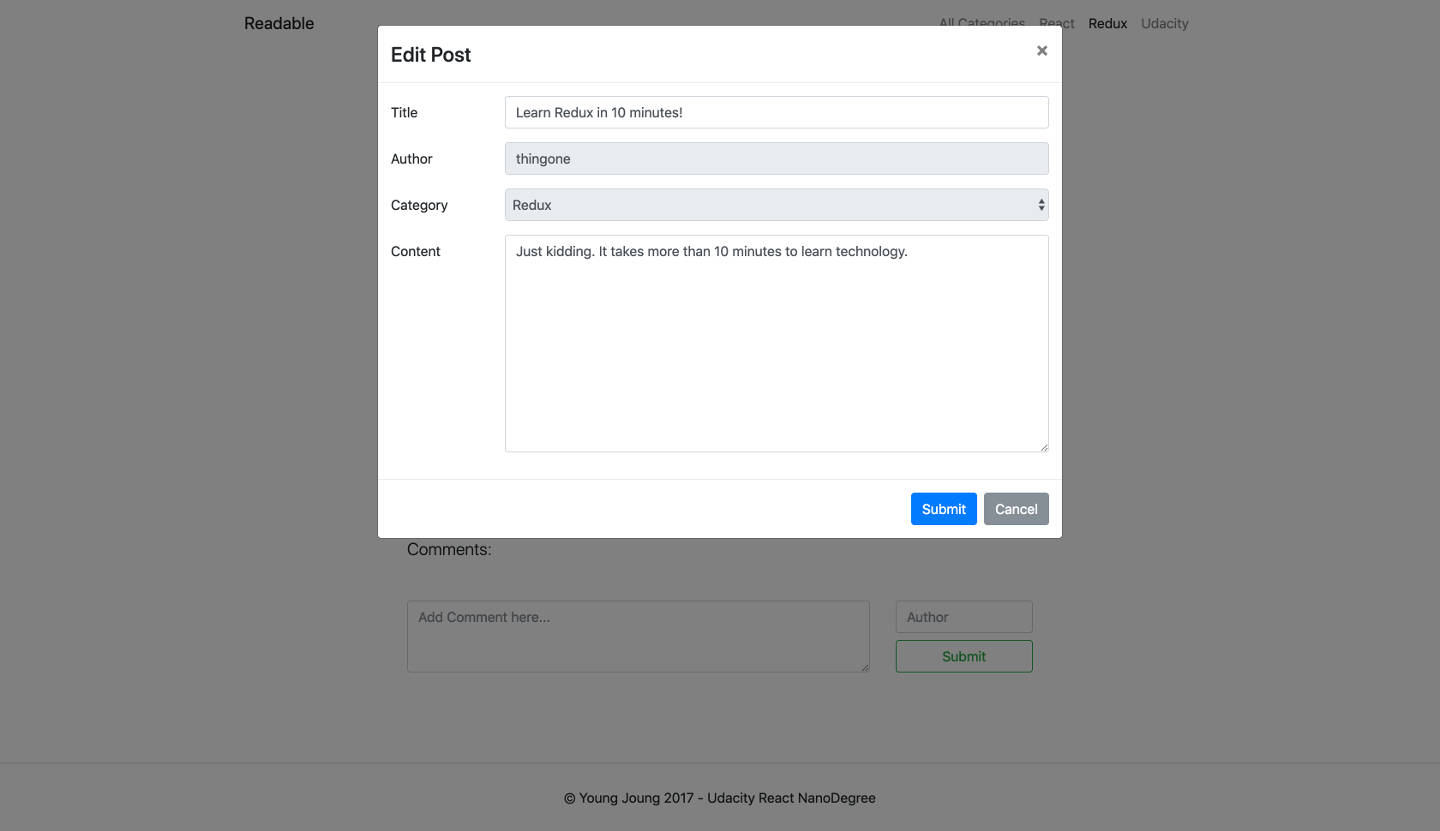 Readable All Categories React Redux Udacity
Edit Post ×
Title Learn Redux in 10 minutes!
Author thingone
Category Redux
Content Just kidding. It takes more than 10 minutes to learn technology.
Submit Cancel
Comments:
Add Comment here... Author
Submit
© Young Joung 2017 - Udacity React NanoDegree